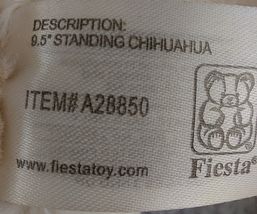 DESCRIPTION:
9.5" STANDING CHIHUAHUA
ITEM# A28850
www.fiestatoy.com
Fiesta®